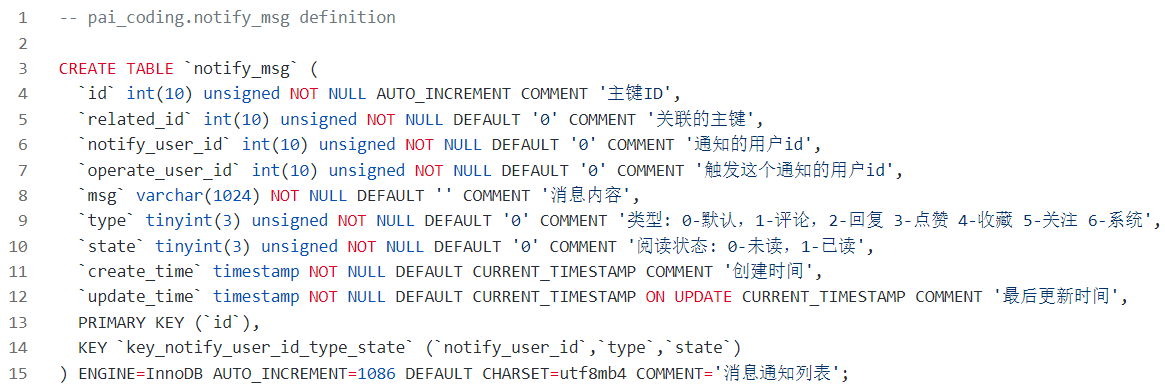 1 -- pai_coding.notify_msg definition
2
3 CREATE TABLE `notify_msg` (
4 `id` int(10) unsigned NOT NULL AUTO_INCREMENT COMMENT '主键ID',
5 `related_id` int(10) unsigned NOT NULL DEFAULT '0' COMMENT '关联的主键',
6 `notify_user_id` int(10) unsigned NOT NULL DEFAULT '0' COMMENT '通知的用户id',
7 `operate_user_id` int(10) unsigned NOT NULL DEFAULT '0' COMMENT '触发这个通知的用户id',
8 `msg` varchar(1024) NOT NULL DEFAULT '' COMMENT '消息内容',
9 `type` tinyint(3) unsigned NOT NULL DEFAULT '0' COMMENT '类型: 0-默认，1-评论，2-回复 3-点赞 4-收藏 5-关注 6-系统',
10 `state` tinyint(3) unsigned NOT NULL DEFAULT '0' COMMENT '阅读状态: 0-未读，1-已读',
11 `create_time` timestamp NOT NULL DEFAULT CURRENT_TIMESTAMP COMMENT '创建时间',
12 `update_time` timestamp NOT NULL DEFAULT CURRENT_TIMESTAMP ON UPDATE CURRENT_TIMESTAMP COMMENT '最后更新时间',
13 PRIMARY KEY (`id`),
14 KEY `key_notify_user_id_type_state` (`notify_user_id`,`type`,`state`)
15 ) ENGINE=InnoDB AUTO_INCREMENT=1086 DEFAULT CHARSET=utf8mb4 COMMENT='消息通知列表';